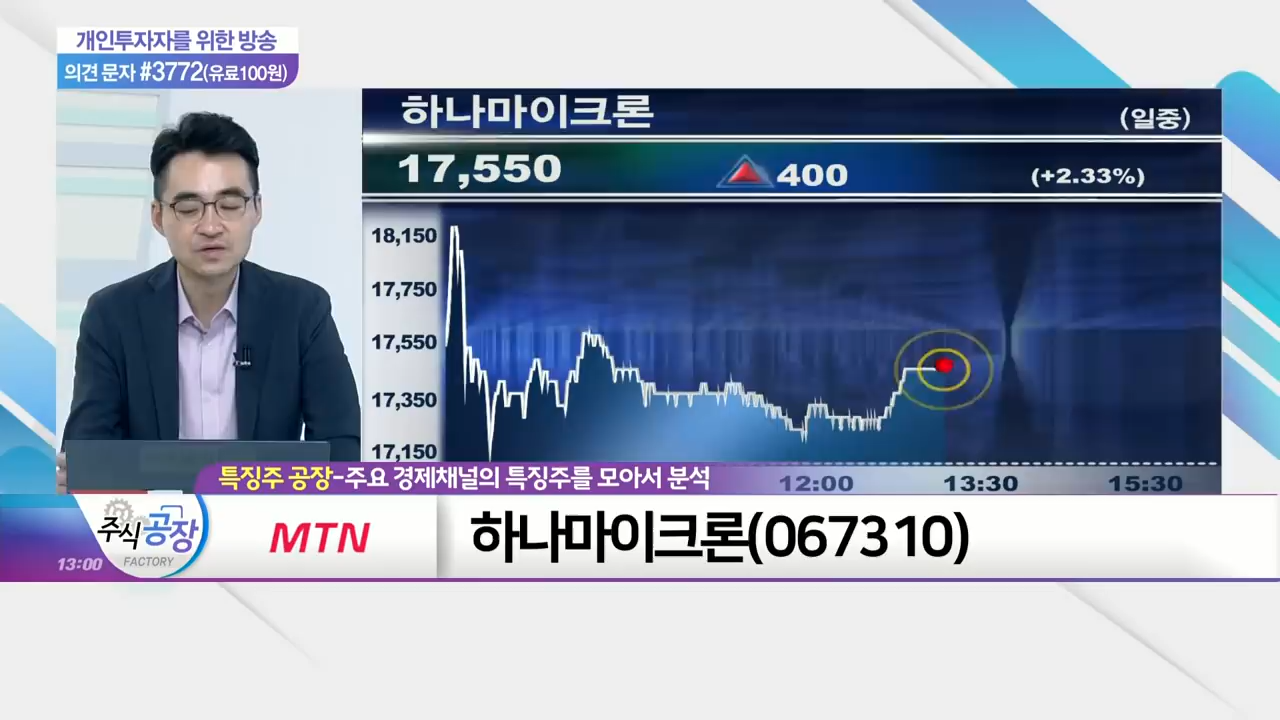 개인투자자를 위한 방송
의견 문자 #3772(유료100원)
하나마이크론
(일중)
17,550
400
(+2.33%)
18,150
17,750
17,550
17,350
17,150
12:00
13:30
15:30
특징주 공장-주요 경제채널의 특징주를 모아서 분석
주식공장
FACTORY
13:00
MTN
하나마이크론(067310)